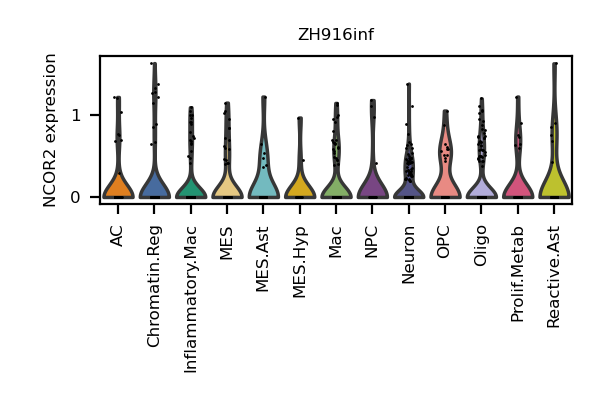 ZH916inf
NCOR2 expression
1
0
AC
Chromatin.Reg
Inflammatory.Mac
MES
MES.Ast
MES.Hyp
Mac
NPC
Neuron
OPC
Oligo
Prolif.Metab
Reactive.Ast